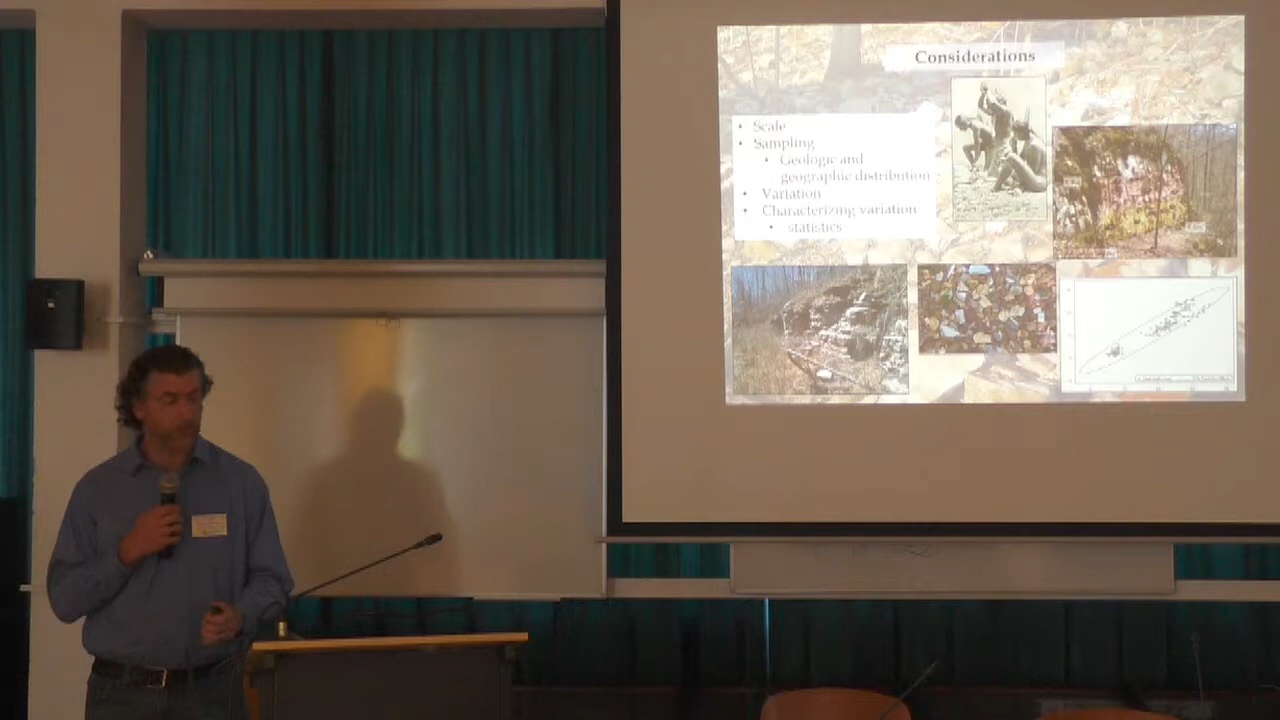 Considerations
• Scale
• Sampling
• Geologic and
geographic distribution
• Variation
• Characterizing variation
• statistics